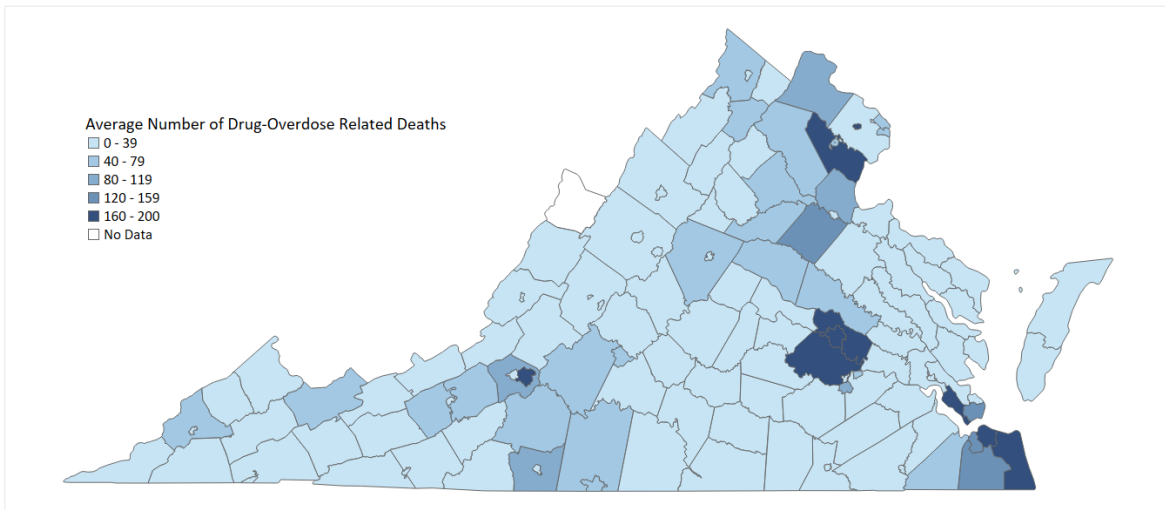 Average Number of Drug-Overdose Related Deaths
0 - 39
40 - 79
80 - 119
120 - 159
160 - 200
No Data